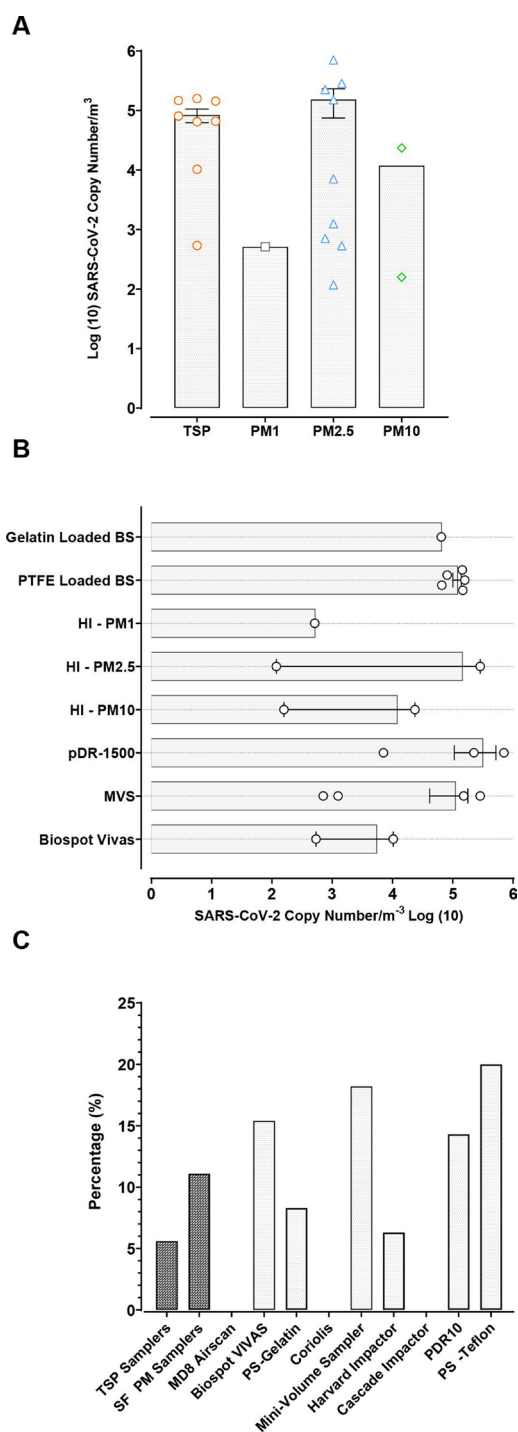 A
Log (10) SARS-CoV-2 Copy Number/m³
6
5
4
3
2
1
0
TSP
PM1
PM2.5
PM10
B
Gelatin Loaded BS
PTFE Loaded BS
HI - PM1
HI - PM2.5
HI - PM10
pDR-1500
MVS
Biospot Vivas
0
1
2
3
4
5
6
SARS-CoV-2 Copy Number/m⁻³ Log (10)
C
Percentage (%)
25
20
15
10
5
0
TSP Samplers
SF PM Samplers
MD8 Airscan
Biospot VIVAS
PS-Gelatin
Coriolis
Mini-Volume Sampler
Harvard Impactor
Cascade Impactor
PDR10
PS -Teflon